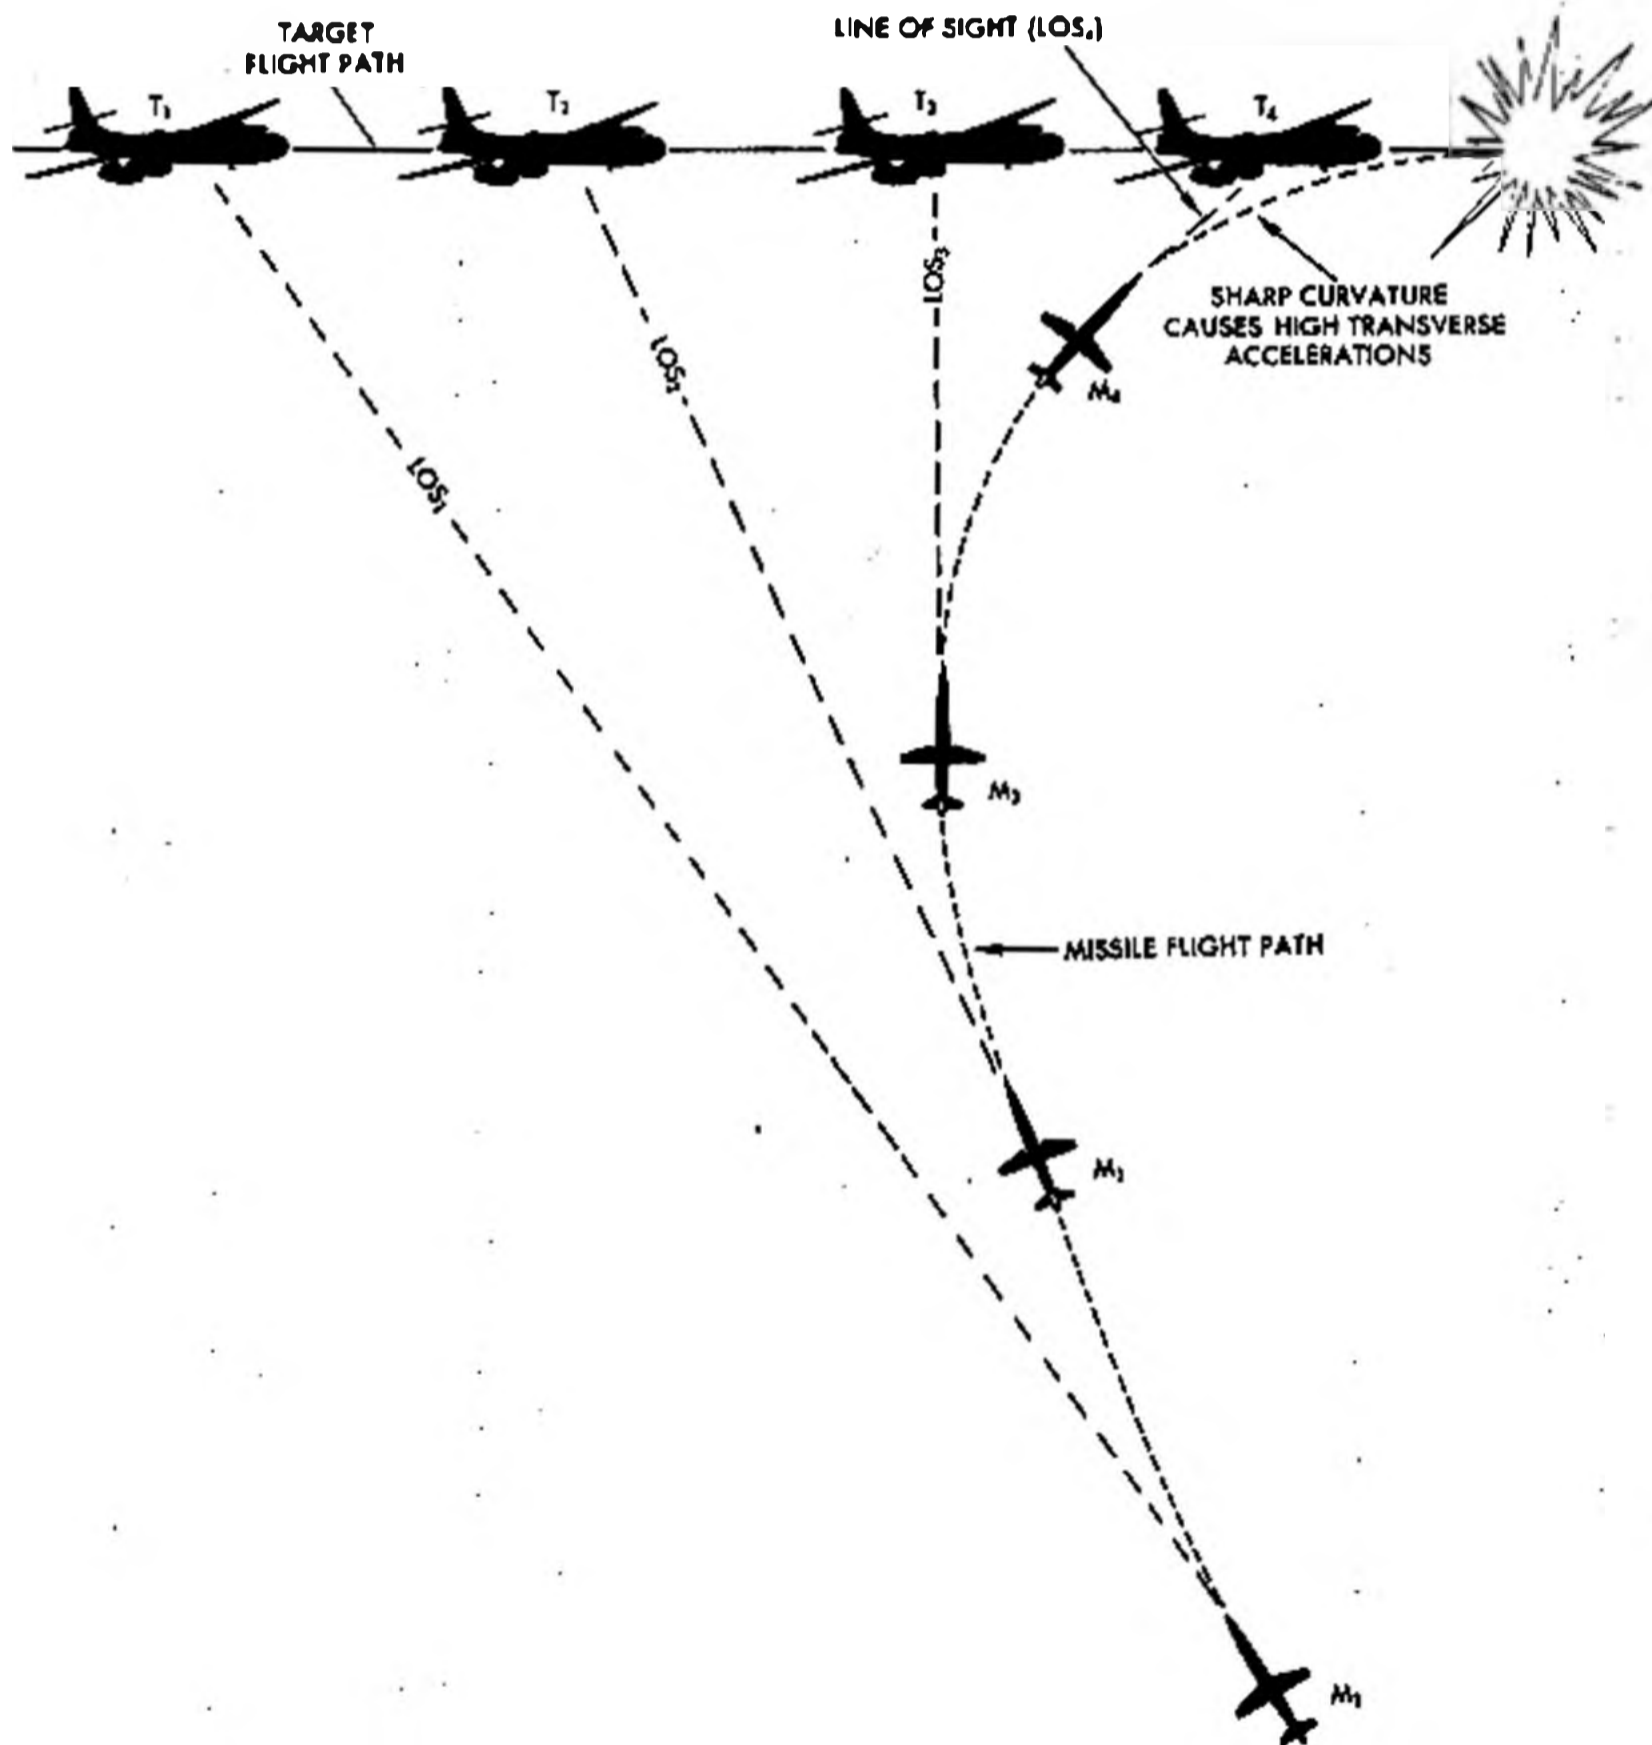 TARGET
FLIGHT PATH
LINE OF SIGHT (LOS₄)
T₁
T₂
T₃
T₄
LOS₃
SHARP CURVATURE
CAUSES HIGH TRANSVERSE
ACCELERATIONS
LOS₂
M₄
LOS₁
M₃
MISSILE FLIGHT PATH
M₂
M₁